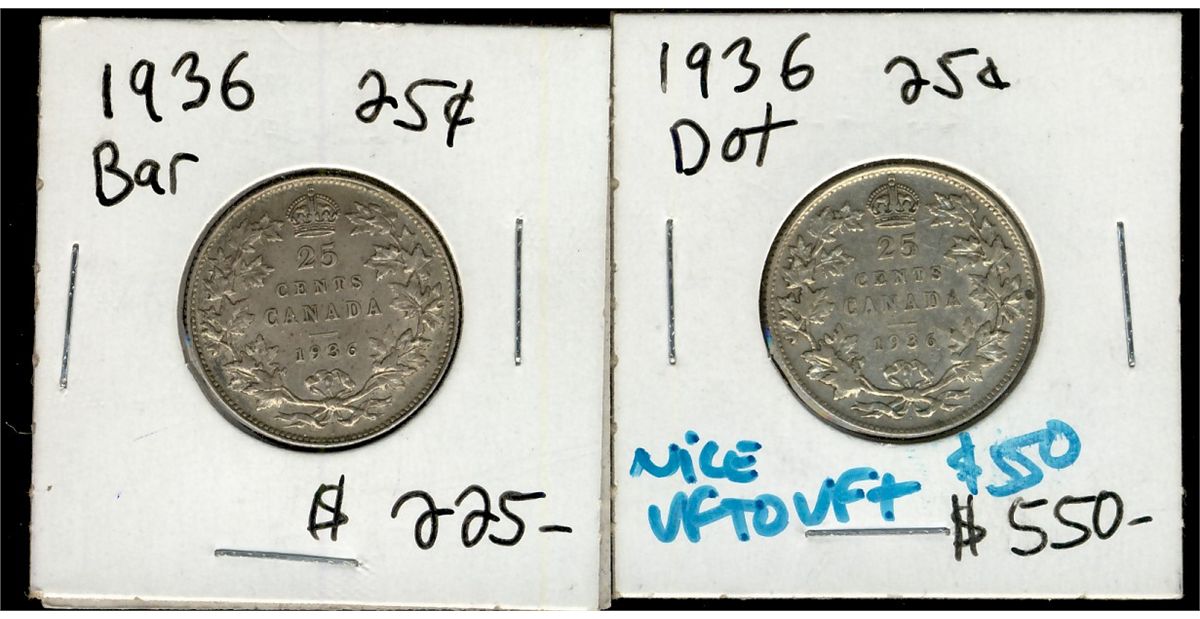 1936 25¢
Bar
25
CENTS
CANADA
1936
$ 225-
1936 25¢
Dot
25
CENTS
CANADA
1936
NICE $50
VF TO VF+
$ 550-